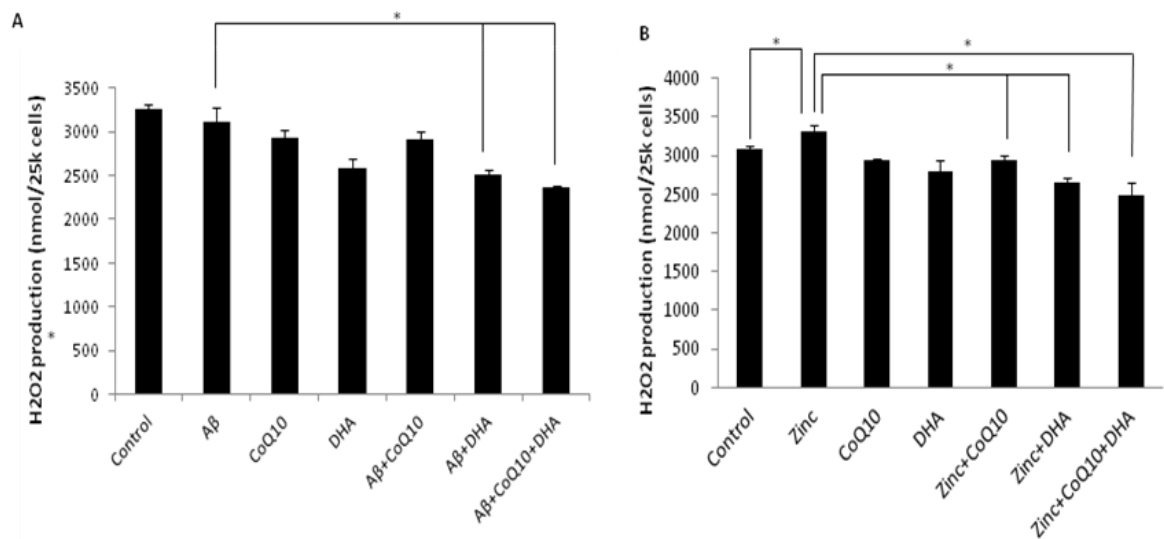 A
*
H2O2 production (nmol/25k cells)
*
3500
3000
2500
2000
1500
1000
500
0
Control
Aβ
CoQ10
DHA
Aβ+CoQ10
Aβ+DHA
Aβ+CoQ10+DHA
B
*
*
*
H2O2 production (nmol/25k cells)
4000
3500
3000
2500
2000
1500
1000
500
0
Control
Zinc
CoQ10
DHA
Zinc+CoQ10
Zinc+DHA
Zinc+CoQ10+DHA